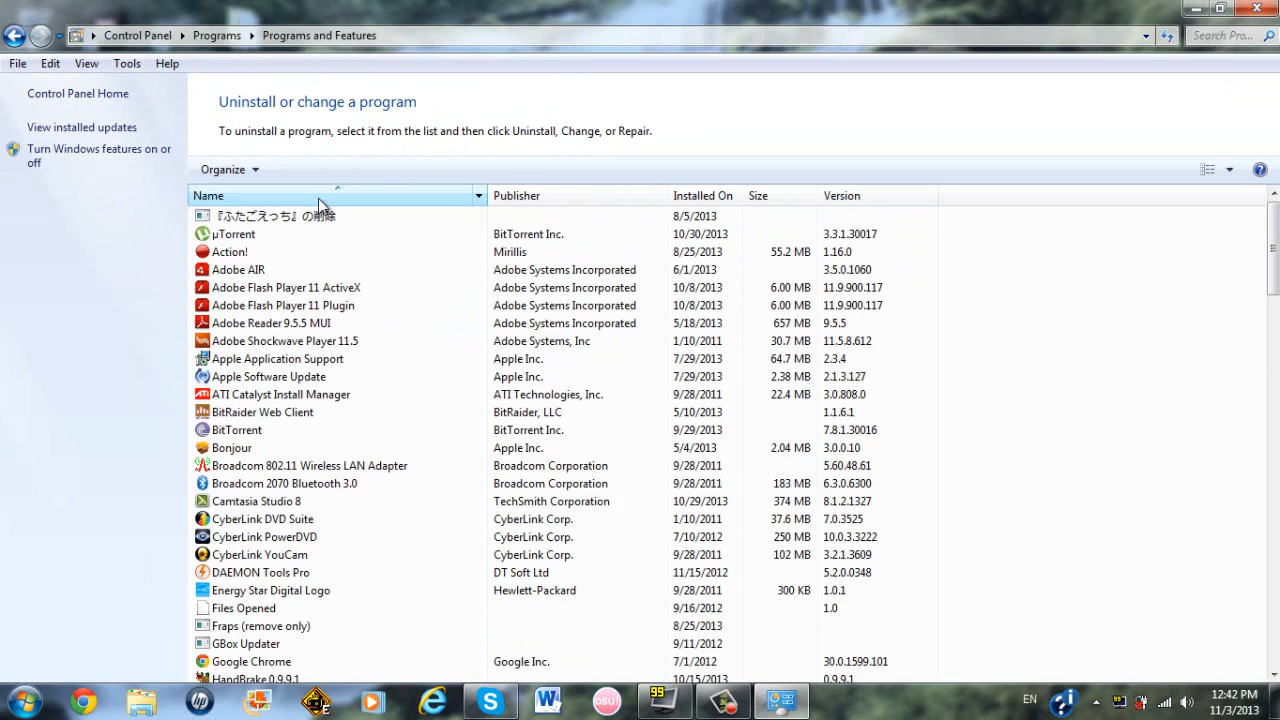 Control Panel Programs Programs and Features Search Pro...
File Edit View Tools Help
Control Panel Home
View installed updates
Turn Windows features on or
off
Uninstall or change a program
To uninstall a program, select it from the list and then click Uninstall, Change, or Repair.
Organize
Name Publisher Installed On Size Version
『ふたごえっち』の削除 8/5/2013
µTorrent BitTorrent Inc. 10/30/2013 3.3.1.30017
Action! Mirillis 8/25/2013 55.2 MB 1.16.0
Adobe AIR Adobe Systems Incorporated 6/1/2013 3.5.0.1060
Adobe Flash Player 11 ActiveX Adobe Systems Incorporated 10/8/2013 6.00 MB 11.9.900.117
Adobe Flash Player 11 Plugin Adobe Systems Incorporated 10/8/2013 6.00 MB 11.9.900.117
Adobe Reader 9.5.5 MUI Adobe Systems Incorporated 5/18/2013 657 MB 9.5.5
Adobe Shockwave Player 11.5 Adobe Systems, Inc 1/10/2011 30.7 MB 11.5.8.612
Apple Application Support Apple Inc. 7/29/2013 64.7 MB 2.3.4
Apple Software Update Apple Inc. 7/29/2013 2.38 MB 2.1.3.127
ATI Catalyst Install Manager ATI Technologies, Inc. 9/28/2011 22.4 MB 3.0.808.0
BitRaider Web Client BitRaider, LLC 5/10/2013 1.1.6.1
BitTorrent BitTorrent Inc. 9/29/2013 7.8.1.30016
Bonjour Apple Inc. 5/4/2013 2.04 MB 3.0.0.10
Broadcom 802.11 Wireless LAN Adapter Broadcom Corporation 9/28/2011 5.60.48.61
Broadcom 2070 Bluetooth 3.0 Broadcom Corporation 9/28/2011 183 MB 6.3.0.6300
Camtasia Studio 8 TechSmith Corporation 10/29/2013 374 MB 8.1.2.1327
CyberLink DVD Suite CyberLink Corp. 1/10/2011 37.6 MB 7.0.3525
CyberLink PowerDVD CyberLink Corp. 7/10/2012 250 MB 10.0.3.3222
CyberLink YouCam CyberLink Corp. 9/28/2011 102 MB 3.2.1.3609
DAEMON Tools Pro DT Soft Ltd 11/15/2012 5.2.0.0348
Energy Star Digital Logo Hewlett-Packard 9/28/2011 300 KB 1.0.1
Files Opened 9/16/2012 1.0
Fraps (remove only) 8/25/2013
GBox Updater 9/11/2012
Google Chrome Google Inc. 7/1/2012 30.0.1599.101
HandBrake 0.9.9.1 10/15/2013 0.9.9.1
hp osu! 99 EN 12:42 PM
11/3/2013